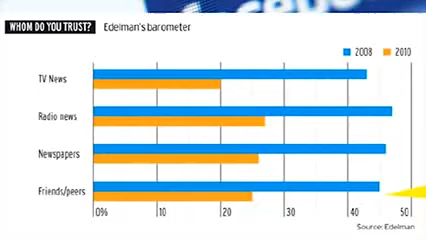 WHOM DO YOU TRUST? Edelman's barometer
2008 2010
TV News
Radio news
Newspapers
Friends/peers
0% 10 20 30 40 50
Source: Edelman